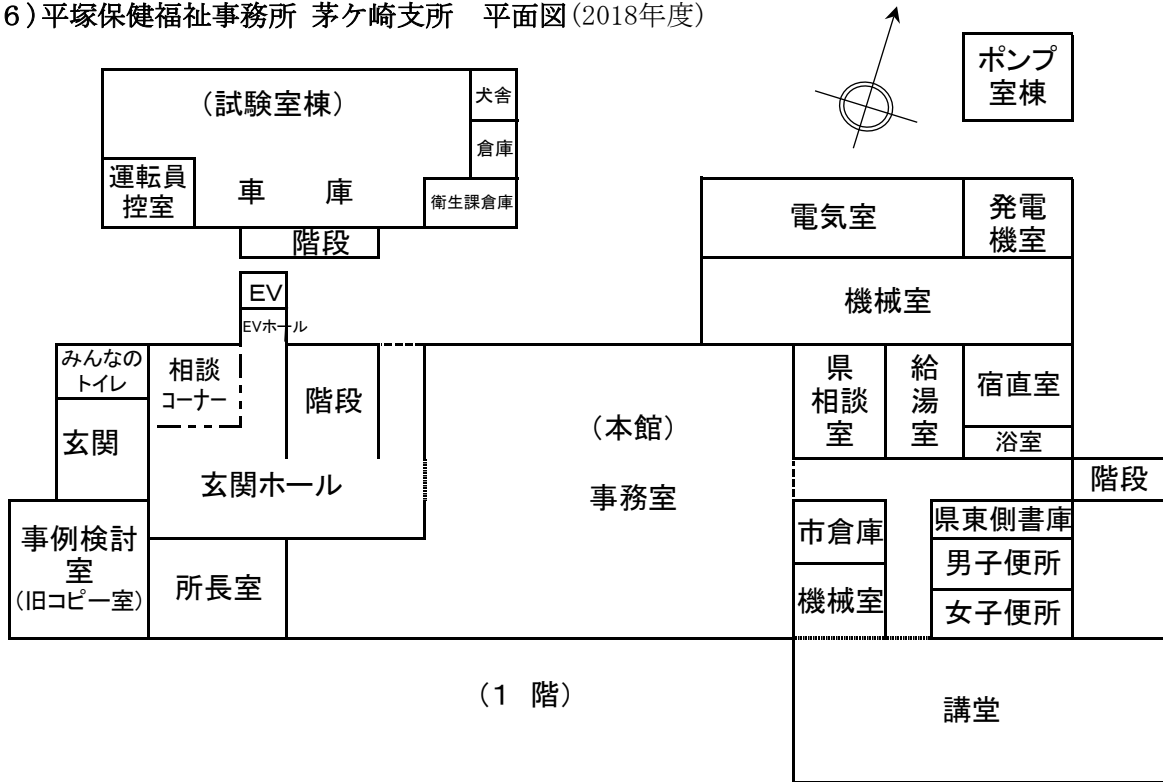 ６）平塚保健福祉事務所 茅ケ崎支所　平面図(2018年度)
ポンプ
室棟
（試験室棟）
犬舎
倉庫
運転員
控室
車　庫
衛生課倉庫
階段
電気室
発電
機室
機械室
ＥＶ
EVホール
みんなの
トイレ
相談
コーナー
階段
玄関
玄関ホール
（本館）
事務室
県
相談
室
給
湯
室
宿直室
浴室
階段
事例検討
室
（旧コピー室）
所長室
市倉庫
機械室
県東側書庫
男子便所
女子便所
（１　階）
講堂